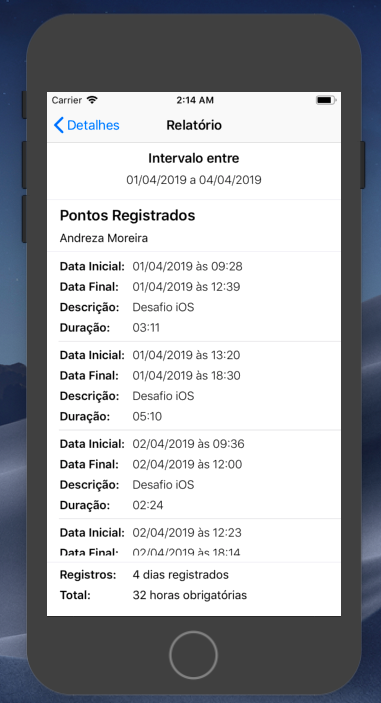 Carrier 2:14 AM
Detalhes Relatório
Intervalo entre
01/04/2019 a 04/04/2019
Pontos Registrados
Andreza Moreira
Data Inicial: 01/04/2019 às 09:28
Data Final: 01/04/2019 às 12:39
Descrição: Desafio iOS
Duração: 03:11
Data Inicial: 01/04/2019 às 13:20
Data Final: 01/04/2019 às 18:30
Descrição: Desafio iOS
Duração: 05:10
Data Inicial: 02/04/2019 às 09:36
Data Final: 02/04/2019 às 12:00
Descrição: Desafio iOS
Duração: 02:24
Data Inicial: 02/04/2019 às 12:23
Data Final: 02/04/2019 às 18:14
Registros: 4 dias registrados
Total: 32 horas obrigatórias